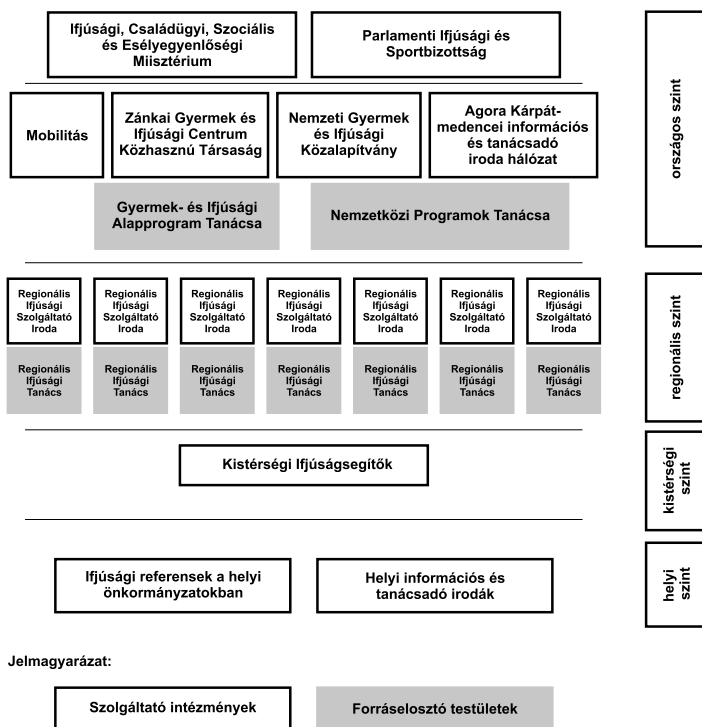 Ifjúsági, Családügyi, Szociális
és Esélyegyenlőségi
Miisztérium
Parlamenti Ifjúsági és
Sportbizottság
Mobilitás
Zánkai Gyermek és
Ifjúsági Centrum
Közhasznú Társaság
Nemzeti Gyermek
és Ifjúsági
Közalapítvány
Agora Kárpát-
medencei információs
és tanácsadó
iroda hálózat
Gyermek- és Ifjúsági
Alapprogram Tanácsa
Nemzetközi Programok Tanácsa
országos szint
Regionális
Ifjúsági
Szolgáltató
Iroda
Regionális
Ifjúsági
Szolgáltató
Iroda
Regionális
Ifjúsági
Szolgáltató
Iroda
Regionális
Ifjúsági
Szolgáltató
Iroda
Regionális
Ifjúsági
Szolgáltató
Iroda
Regionális
Ifjúsági
Szolgáltató
Iroda
Regionális
Ifjúsági
Szolgáltató
Iroda
Regionális
Ifjúsági
Tanács
Regionális
Ifjúsági
Tanács
Regionális
Ifjúsági
Tanács
Regionális
Ifjúsági
Tanács
Regionális
Ifjúsági
Tanács
Regionális
Ifjúsági
Tanács
Regionális
Ifjúsági
Tanács
regionális szint
Kistérségi Ifjúságsegítők
kistérségi
szint
Ifjúsági referensek a helyi
önkormányzatokban
Helyi információs és
tanácsadó irodák
helyi
szint
Jelmagyarázat:
Szolgáltató intézmények
Forráselosztó testületek